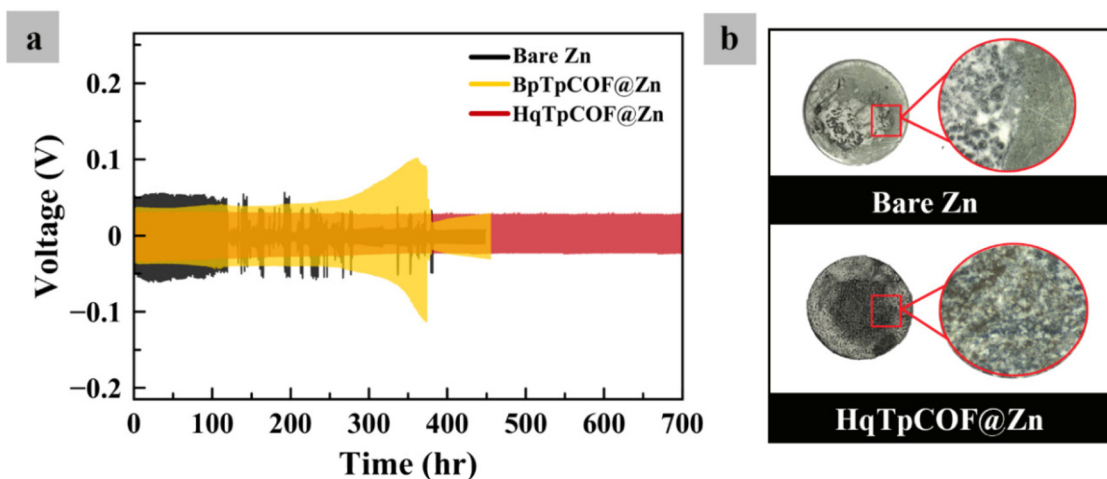 a
b
0.2
0.1
0
−0.1
−0.2
Voltage (V)
Bare Zn
BpTpCOF@Zn
HqTpCOF@Zn
0 100 200 300 400 500 600 700
Time (hr)
Bare Zn
HqTpCOF@Zn